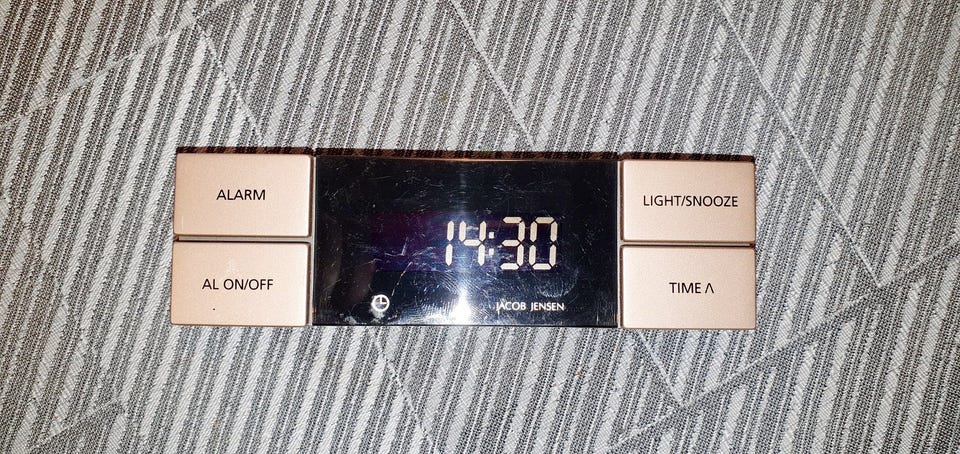 ALARM
LIGHT/SNOOZE
14:30
AL ON/OFF
TIME Λ
JACOB JENSEN